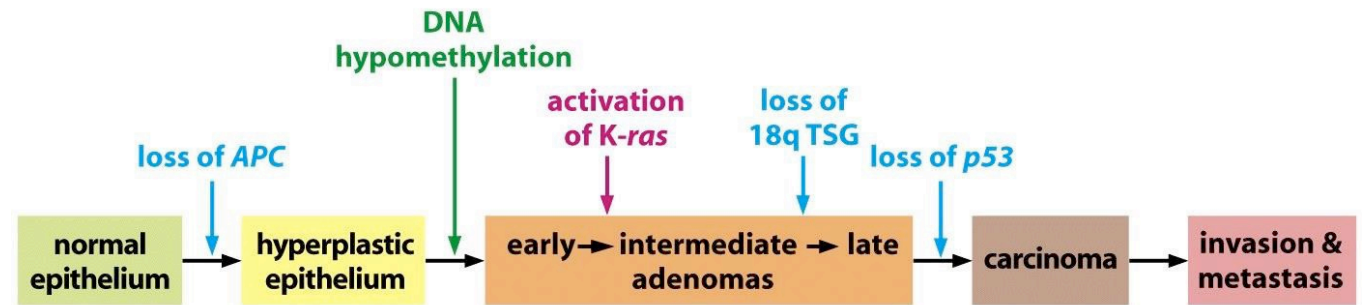 DNA
hypomethylation
activation
of K-ras
loss of
18q TSG
loss of APC
loss of p53
normal
epithelium
hyperplastic
epithelium
early intermediate late
adenomas
carcinoma
invasion &
metastasis